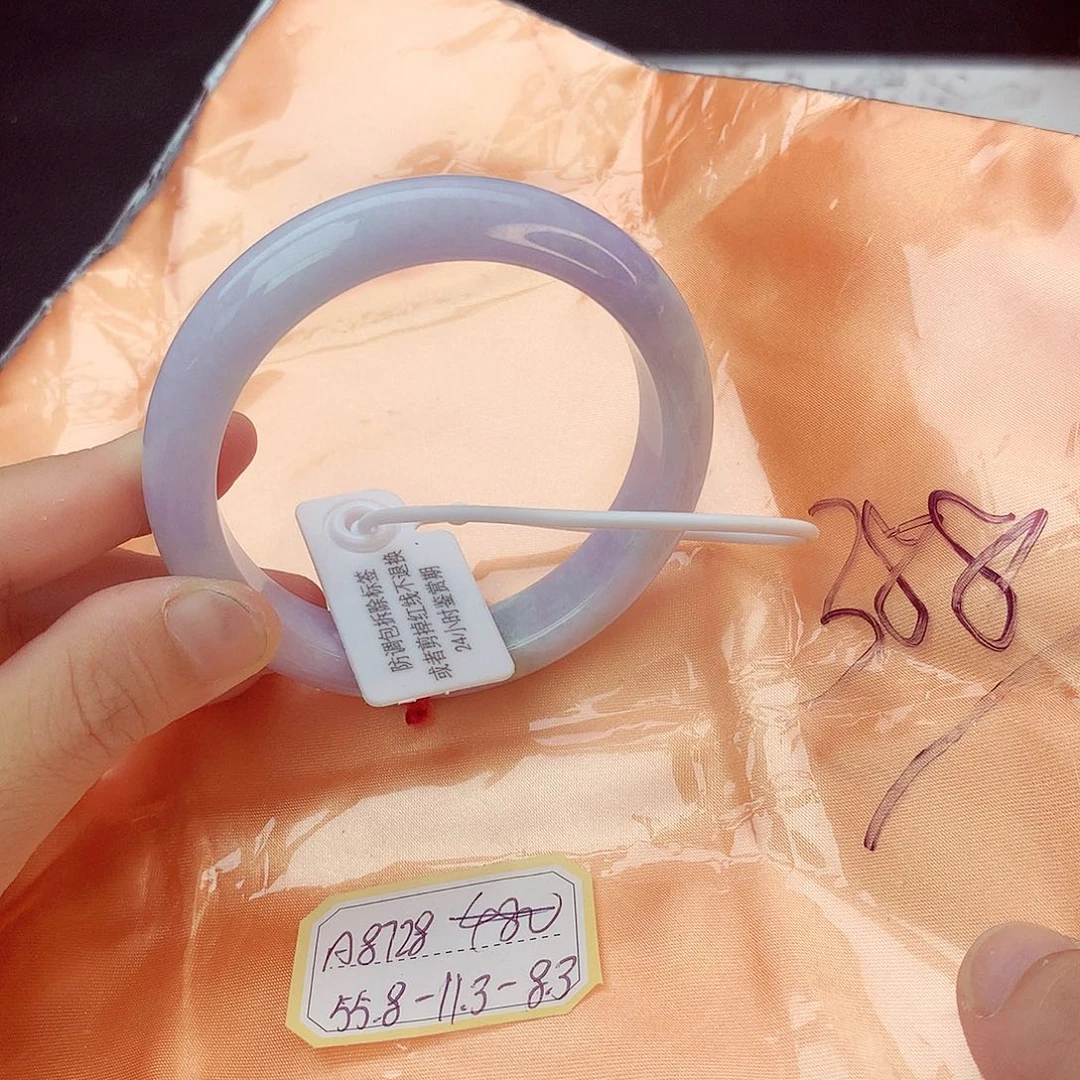 防调包拆除标签
或者剪掉红线不退换
24小时鉴赏期
388
A8728 480
55.8-11.3-8.3